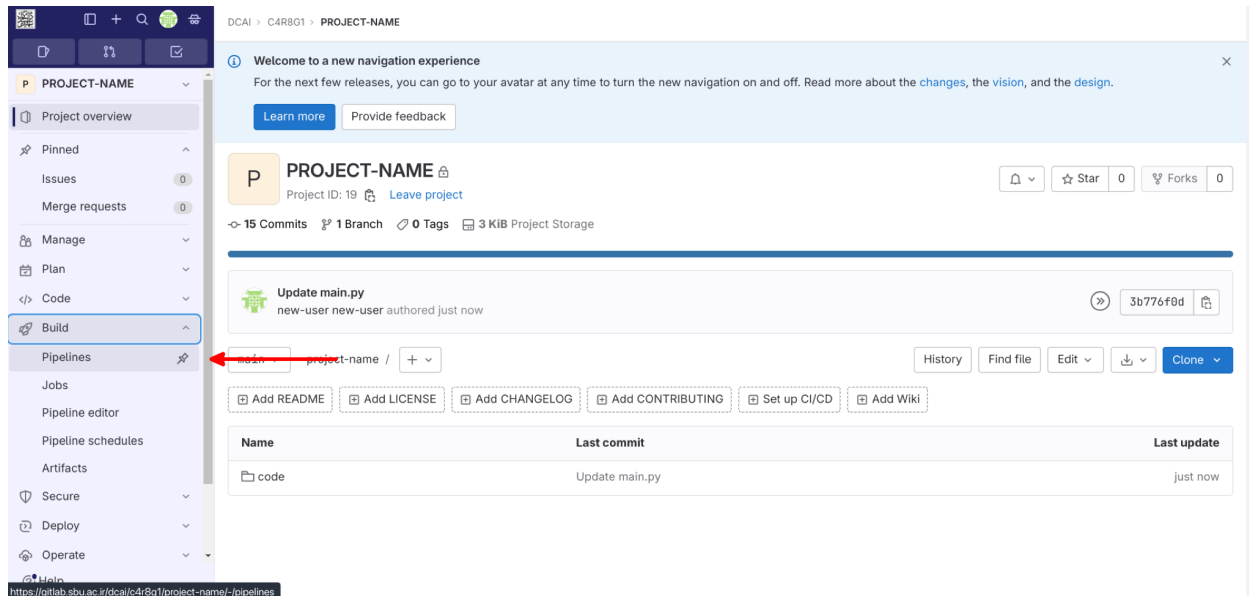 DCAI > C4R8G1 > PROJECT-NAME
Welcome to a new navigation experience
For the next few releases, you can go to your avatar at any time to turn the new navigation on and off. Read more about the changes, the vision, and the design.
Learn more Provide feedback
P PROJECT-NAME
Project overview
Pinned
Issues 0
Merge requests 0
Manage
Plan
Code
Build
Pipelines
Jobs
Pipeline editor
Pipeline schedules
Artifacts
Secure
Deploy
Operate
Help
https://gitlab.sbu.ac.ir/dcai/c4r8g1/project-name/-/pipelines
P PROJECT-NAME
Project ID: 19 Leave project
Star 0 Forks 0
15 Commits 1 Branch 0 Tags 3 KiB Project Storage
Update main.py
new-user new-user authored just now
3b776f0d
main project-name / +
History Find file Edit Clone
Add README Add LICENSE Add CHANGELOG Add CONTRIBUTING Set up CI/CD Add Wiki
Name Last commit Last update
code Update main.py just now